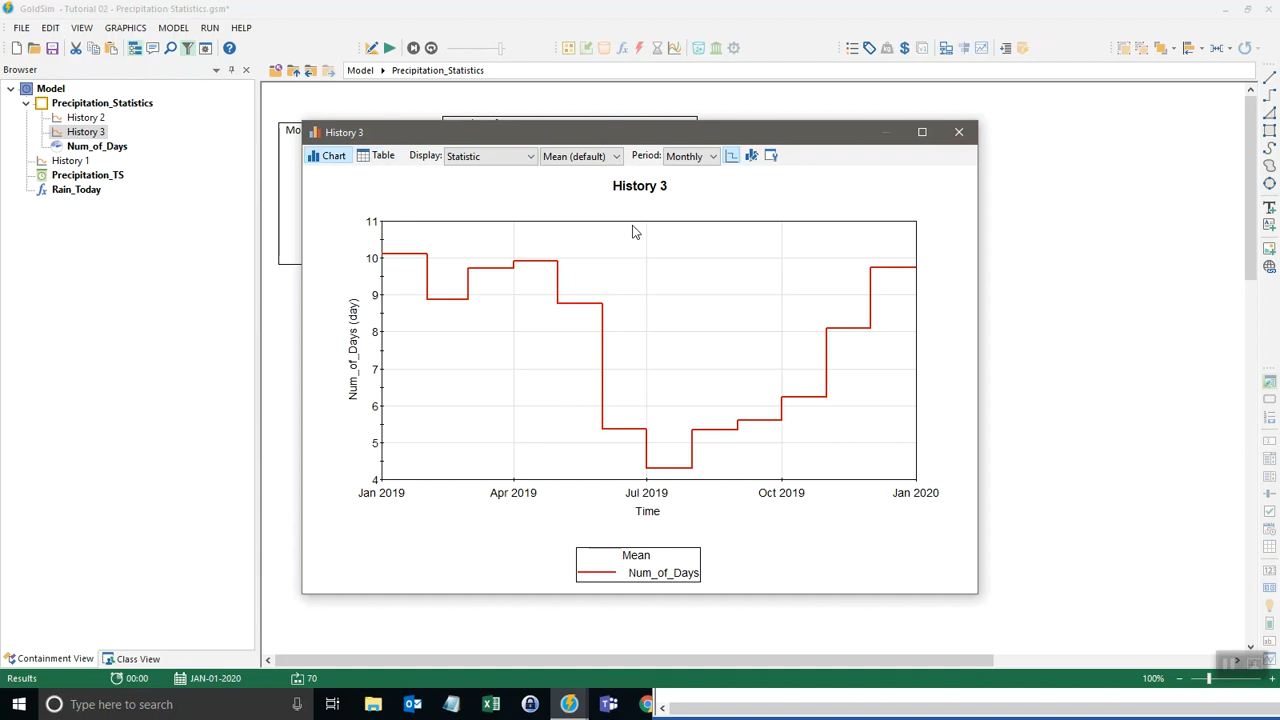 GoldSim - Tutorial 02 - Precipitation Statistics.gsm*
FILE EDIT VIEW GRAPHICS MODEL RUN HELP
Browser
Model Precipitation_Statistics
Model
Precipitation_Statistics
History 2
History 3
Num_of_Days
History 1
Precipitation_TS
Rain_Today
Mo
History 3
Chart Table Display: Statistic Mean (default) Period: Monthly
History 3
11
10
9
8
7
6
5
4
Num_of_Days (day)
Jan 2019 Apr 2019 Jul 2019 Oct 2019 Jan 2020
Time
Mean
Num_of_Days
Containment View Class View
Results 00:00 JAN-01-2020 70 100%
Type here to search